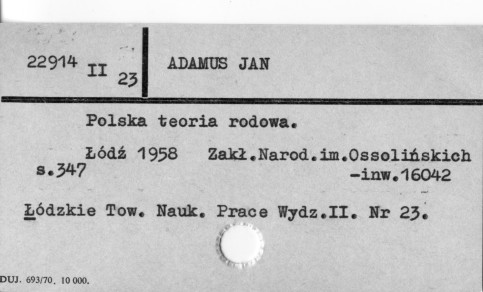 22914 II 23 ADAMUS JAN
Polska teoria rodowa.
Łódź 1958 Zakł.Narod.im.Ossolińskich
s.347 -inw.16042
Łódzkie Tow. Nauk. Prace Wydz.II. Nr 23.
DUJ. 693/70. 10 000.